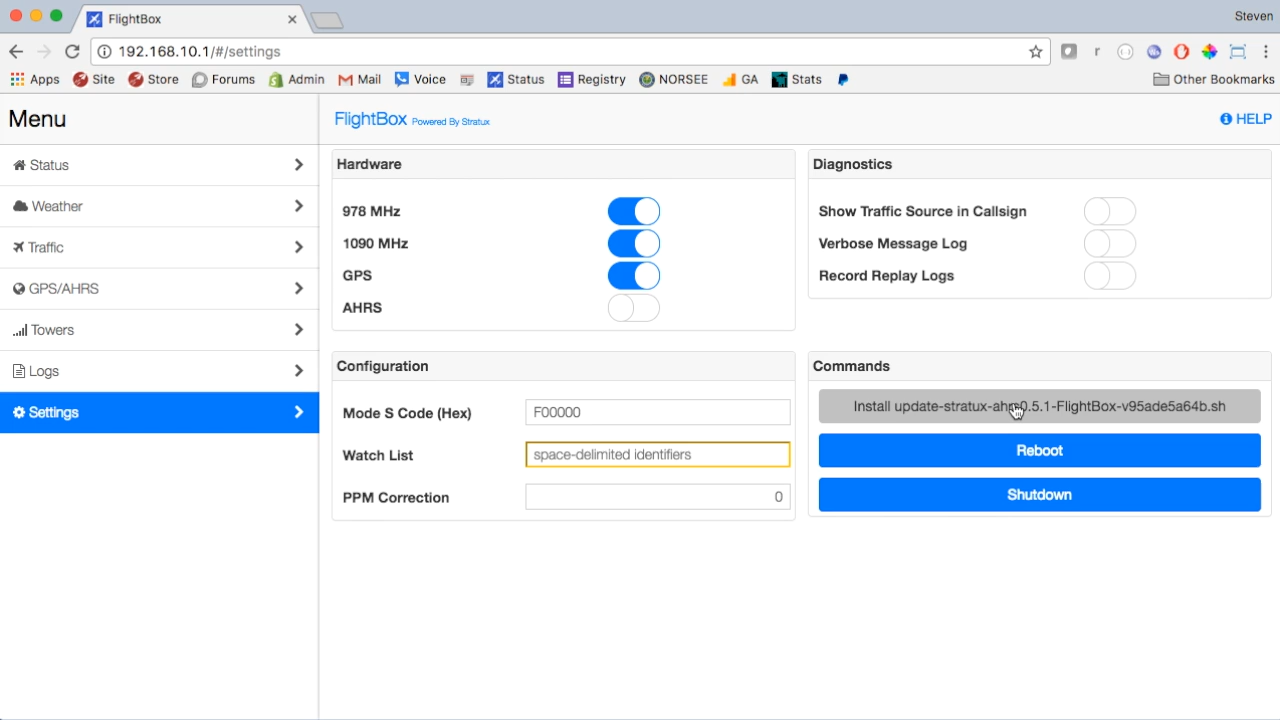 FlightBox
Steven
192.168.10.1/#/settings
r
Apps Site Store Forums Admin Mail Voice Status Registry NORSEE GA Stats Other Bookmarks
Menu
FlightBox Powered By Stratux
HELP
Status
Weather
Traffic
GPS/AHRS
Towers
Logs
Settings
Hardware
978 MHz
1090 MHz
GPS
AHRS
Diagnostics
Show Traffic Source in Callsign
Verbose Message Log
Record Replay Logs
Configuration
Mode S Code (Hex) F00000
Watch List space-delimited identifiers
PPM Correction 0
Commands
Install update-stratux-ahrs0.5.1-FlightBox-v95ade5a64b.sh
Reboot
Shutdown